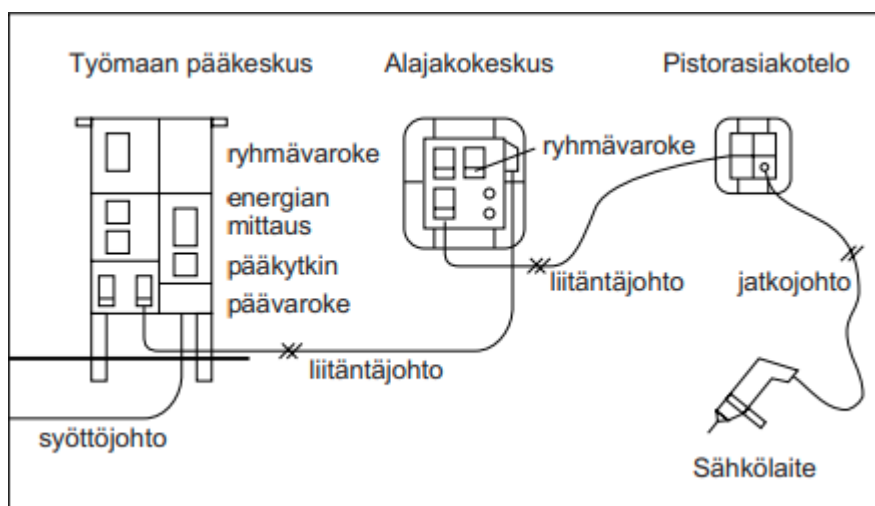 Työmaan pääkeskus
Alajakokeskus
Pistorasiakotelo
ryhmävaroke
energian
mittaus
pääkytkin
päävaroke
ryhmävaroke
liitäntäjohto
jatkojohto
liitäntäjohto
syöttöjohto
Sähkölaite